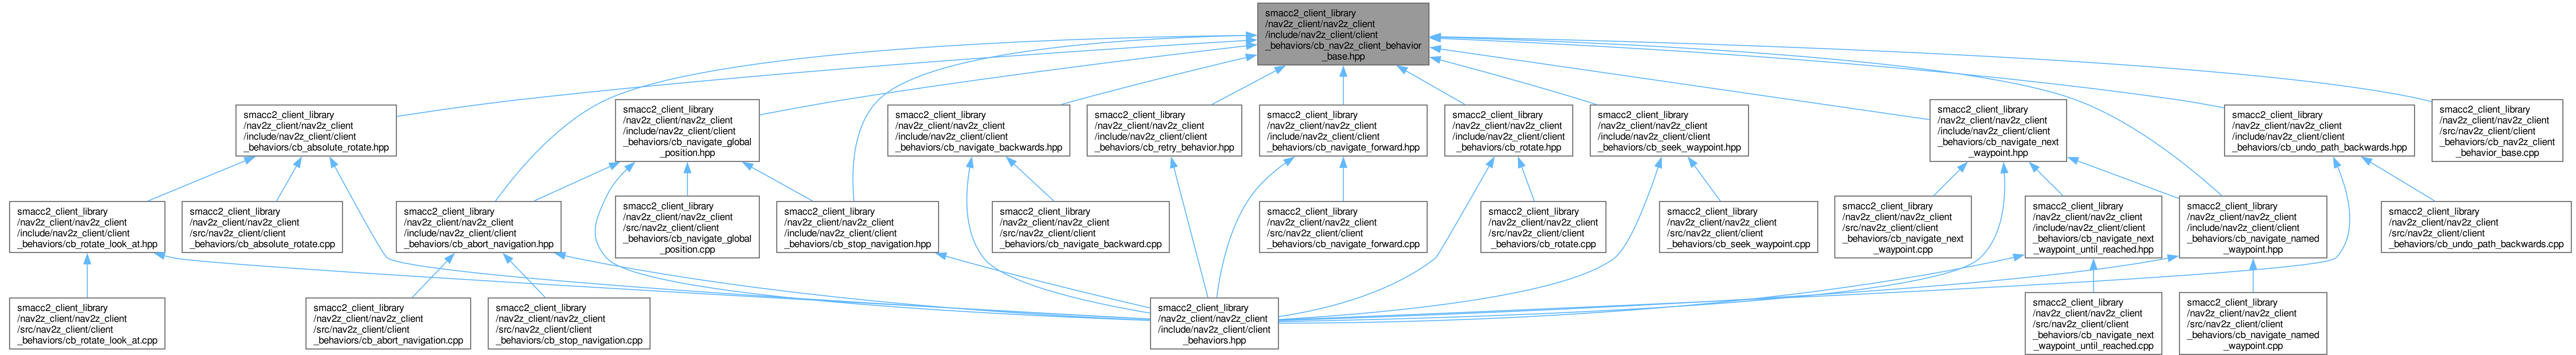 smacc2_client_library
/nav2z_client/nav2z_client
/include/nav2z_client/client
_behaviors/cb_nav2z_client_behavior
_base.hpp
smacc2_client_library
/nav2z_client/nav2z_client
/include/nav2z_client/client
_behaviors/cb_absolute_rotate.hpp
smacc2_client_library
/nav2z_client/nav2z_client
/include/nav2z_client/client
_behaviors/cb_navigate_global
_position.hpp
smacc2_client_library
/nav2z_client/nav2z_client
/include/nav2z_client/client
_behaviors/cb_navigate_backwards.hpp
smacc2_client_library
/nav2z_client/nav2z_client
/include/nav2z_client/client
_behaviors/cb_retry_behavior.hpp
smacc2_client_library
/nav2z_client/nav2z_client
/include/nav2z_client/client
_behaviors/cb_navigate_forward.hpp
smacc2_client_library
/nav2z_client/nav2z_client
/include/nav2z_client/client
_behaviors/cb_rotate.hpp
smacc2_client_library
/nav2z_client/nav2z_client
/include/nav2z_client/client
_behaviors/cb_seek_waypoint.hpp
smacc2_client_library
/nav2z_client/nav2z_client
/include/nav2z_client/client
_behaviors/cb_navigate_next
_waypoint.hpp
smacc2_client_library
/nav2z_client/nav2z_client
/include/nav2z_client/client
_behaviors/cb_undo_path_backwards.hpp
smacc2_client_library
/nav2z_client/nav2z_client
/src/nav2z_client/client
_behaviors/cb_nav2z_client
_behavior_base.cpp
smacc2_client_library
/nav2z_client/nav2z_client
/include/nav2z_client/client
_behaviors/cb_rotate_look_at.hpp
smacc2_client_library
/nav2z_client/nav2z_client
/src/nav2z_client/client
_behaviors/cb_absolute_rotate.cpp
smacc2_client_library
/nav2z_client/nav2z_client
/include/nav2z_client/client
_behaviors/cb_abort_navigation.hpp
smacc2_client_library
/nav2z_client/nav2z_client
/src/nav2z_client/client
_behaviors/cb_navigate_global
_position.cpp
smacc2_client_library
/nav2z_client/nav2z_client
/include/nav2z_client/client
_behaviors/cb_stop_navigation.hpp
smacc2_client_library
/nav2z_client/nav2z_client
/src/nav2z_client/client
_behaviors/cb_navigate_backward.cpp
smacc2_client_library
/nav2z_client/nav2z_client
/src/nav2z_client/client
_behaviors/cb_navigate_forward.cpp
smacc2_client_library
/nav2z_client/nav2z_client
/src/nav2z_client/client
_behaviors/cb_rotate.cpp
smacc2_client_library
/nav2z_client/nav2z_client
/src/nav2z_client/client
_behaviors/cb_seek_waypoint.cpp
smacc2_client_library
/nav2z_client/nav2z_client
/src/nav2z_client/client
_behaviors/cb_navigate_next
_waypoint.cpp
smacc2_client_library
/nav2z_client/nav2z_client
/include/nav2z_client/client
_behaviors/cb_navigate_next
_waypoint_until_reached.hpp
smacc2_client_library
/nav2z_client/nav2z_client
/include/nav2z_client/client
_behaviors/cb_navigate_named
_waypoint.hpp
smacc2_client_library
/nav2z_client/nav2z_client
/src/nav2z_client/client
_behaviors/cb_undo_path_backwards.cpp
smacc2_client_library
/nav2z_client/nav2z_client
/src/nav2z_client/client
_behaviors/cb_rotate_look_at.cpp
smacc2_client_library
/nav2z_client/nav2z_client
/src/nav2z_client/client
_behaviors/cb_abort_navigation.cpp
smacc2_client_library
/nav2z_client/nav2z_client
/src/nav2z_client/client
_behaviors/cb_stop_navigation.cpp
smacc2_client_library
/nav2z_client/nav2z_client
/include/nav2z_client/client
_behaviors.hpp
smacc2_client_library
/nav2z_client/nav2z_client
/src/nav2z_client/client
_behaviors/cb_navigate_next
_waypoint_until_reached.cpp
smacc2_client_library
/nav2z_client/nav2z_client
/src/nav2z_client/client
_behaviors/cb_navigate_named
_waypoint.cpp